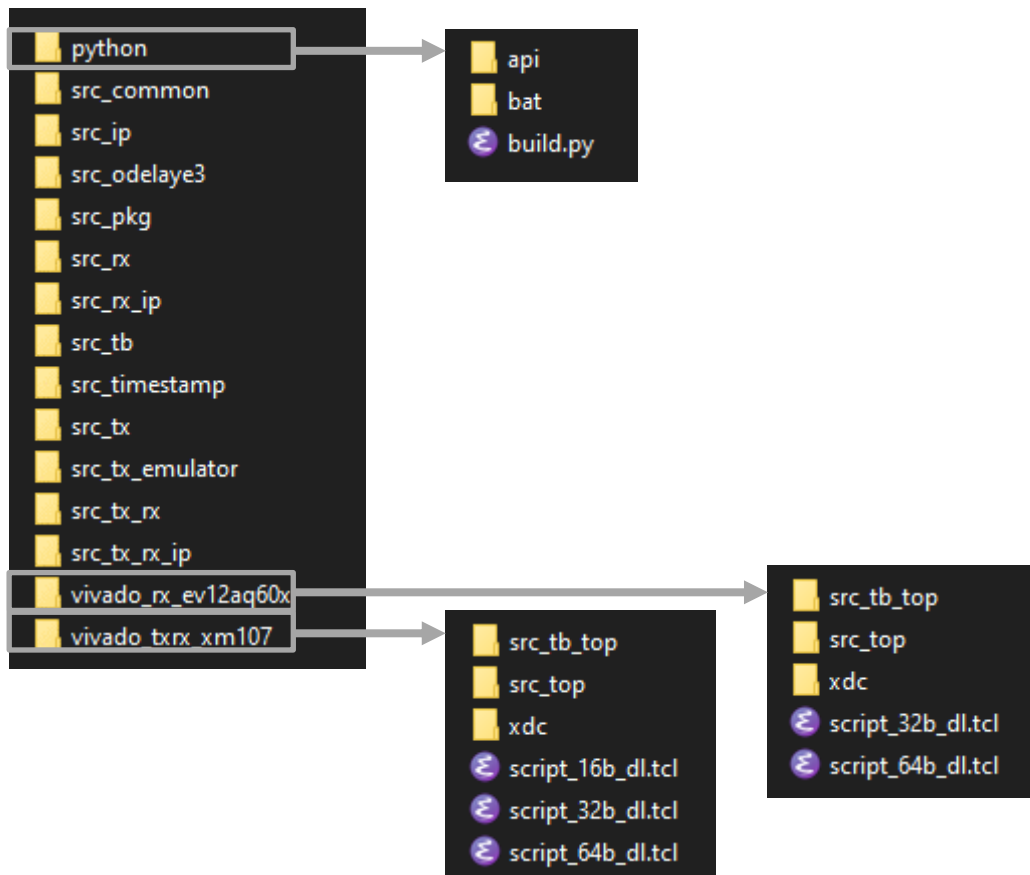 python
src_common
src_ip
src_odelaye3
src_pkg
src_rx
src_rx_ip
src_tb
src_timestamp
src_tx
src_tx_emulator
src_tx_rx
src_tx_rx_ip
vivado_rx_ev12aq60x
vivado_txrx_xm107
api
bat
build.py
src_tb_top
src_top
xdc
script_16b_dl.tcl
script_32b_dl.tcl
script_64b_dl.tcl
src_tb_top
src_top
xdc
script_32b_dl.tcl
script_64b_dl.tcl